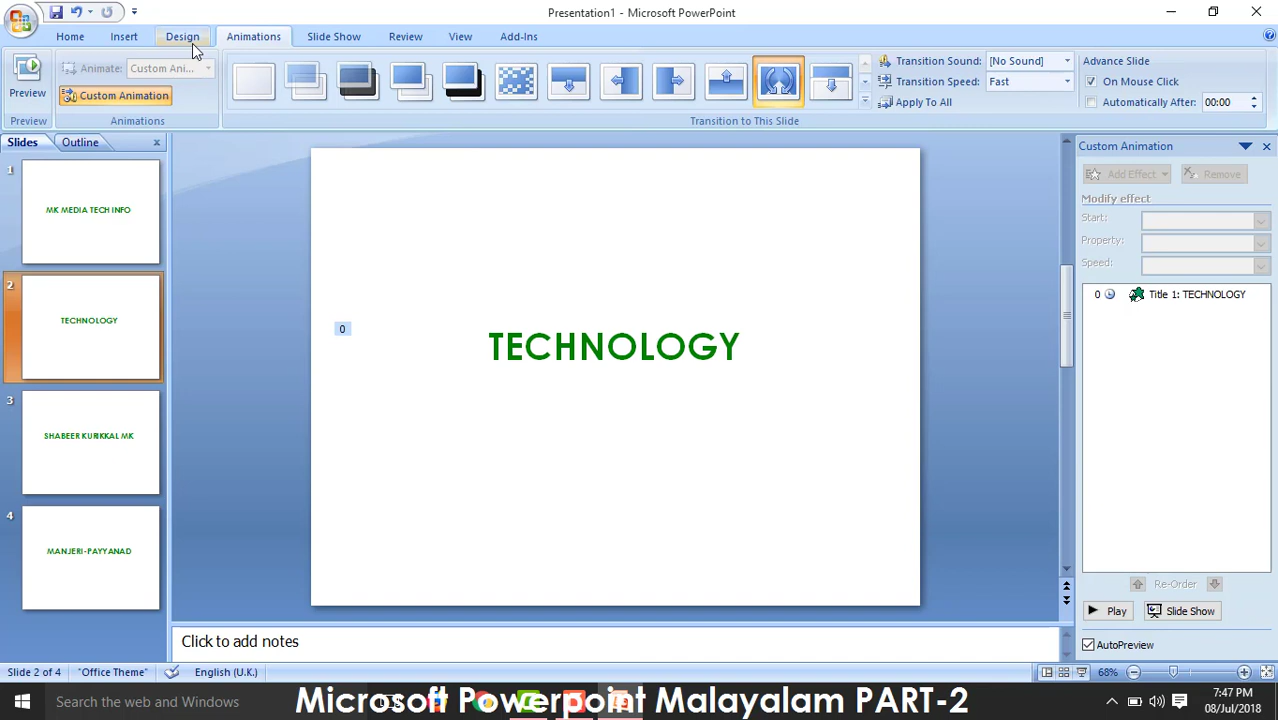 Presentation1 - Microsoft PowerPoint
Home Insert Design Animations Slide Show Review View Add-Ins
Preview
Animate: Custom Ani...
Custom Animation
Transition Sound: [No Sound]
Transition Speed: Fast
Apply To All
Advance Slide
On Mouse Click
Automatically After: 00:00
Preview Animations Transition to This Slide
Slides Outline
1
MK MEDIA TECH INFO
2
TECHNOLOGY
3
SHABEER KURIKKAL MK
4
MANJERI-PAYYANAD
0
TECHNOLOGY
Click to add notes
Custom Animation
Add Effect Remove
Modify effect
Start:
Property:
Speed:
0 Title 1: TECHNOLOGY
Re-Order
Play Slide Show
AutoPreview
Slide 2 of 4 "Office Theme" English (U.K.) 68%
Search the web and Windows
Microsoft Powerpoint Malayalam PART-2
7:47 PM
08/Jul/2018